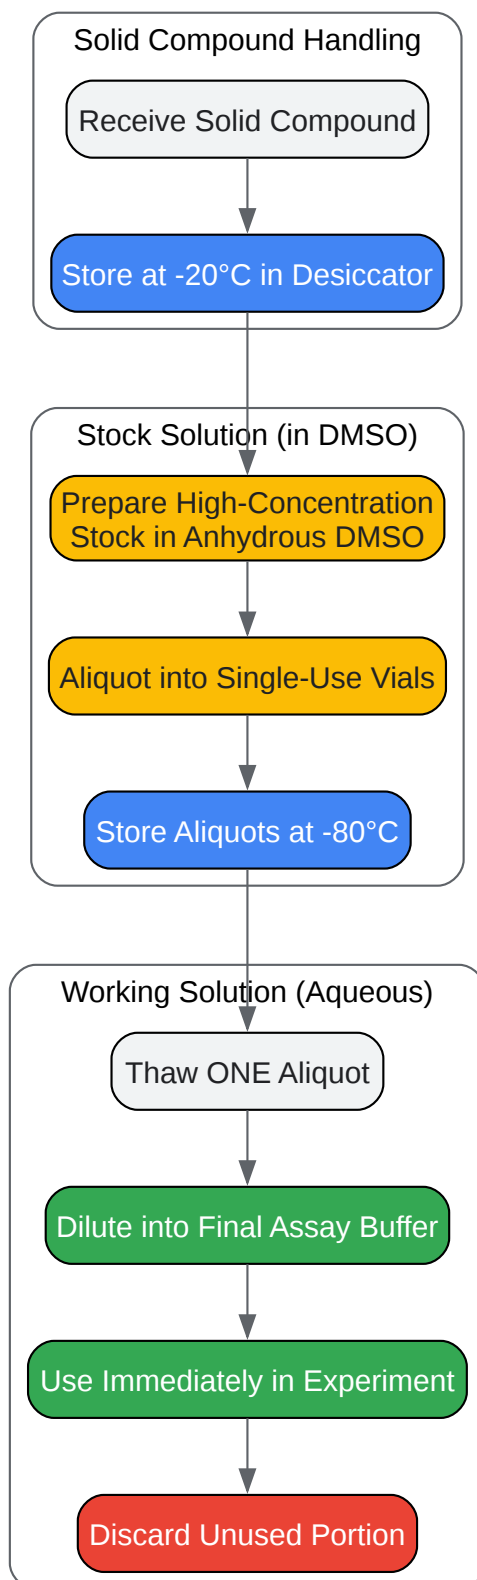 Solid Compound Handling
Receive Solid Compound
Store at -20°C in Desiccator
Stock Solution (in DMSO)
Prepare High-Concentration
Stock in Anhydrous DMSO
Aliquot into Single-Use Vials
Store Aliquots at -80°C
Working Solution (Aqueous)
Thaw ONE Aliquot
Dilute into Final Assay Buffer
Use Immediately in Experiment
Discard Unused Portion